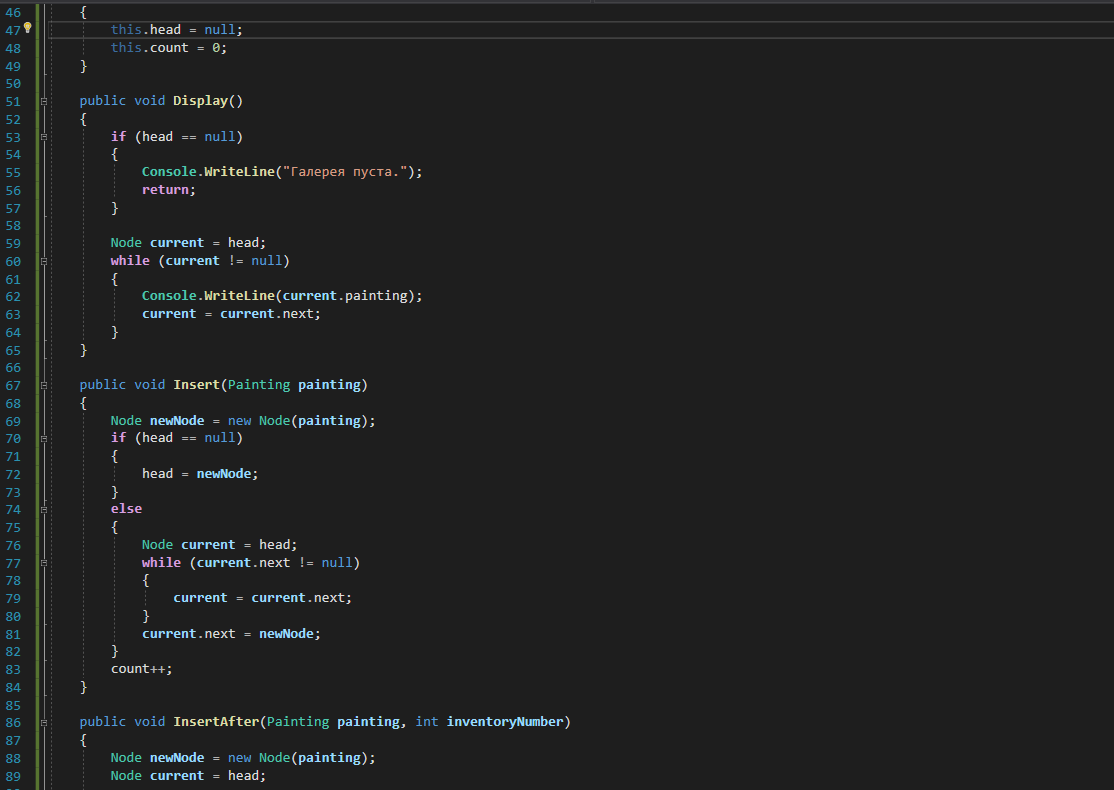 46 {
47 this.head = null;
48 this.count = 0;
49 }
50
51 public void Display()
52 {
53 if (head == null)
54 {
55 Console.WriteLine("Галерея пуста.");
56 return;
57 }
58
59 Node current = head;
60 while (current != null)
61 {
62 Console.WriteLine(current.painting);
63 current = current.next;
64 }
65 }
66
67 public void Insert(Painting painting)
68 {
69 Node newNode = new Node(painting);
70 if (head == null)
71 {
72 head = newNode;
73 }
74 else
75 {
76 Node current = head;
77 while (current.next != null)
78 {
79 current = current.next;
80 }
81 current.next = newNode;
82 }
83 count++;
84 }
85
86 public void InsertAfter(Painting painting, int inventoryNumber)
87 {
88 Node newNode = new Node(painting);
89 Node current = head;